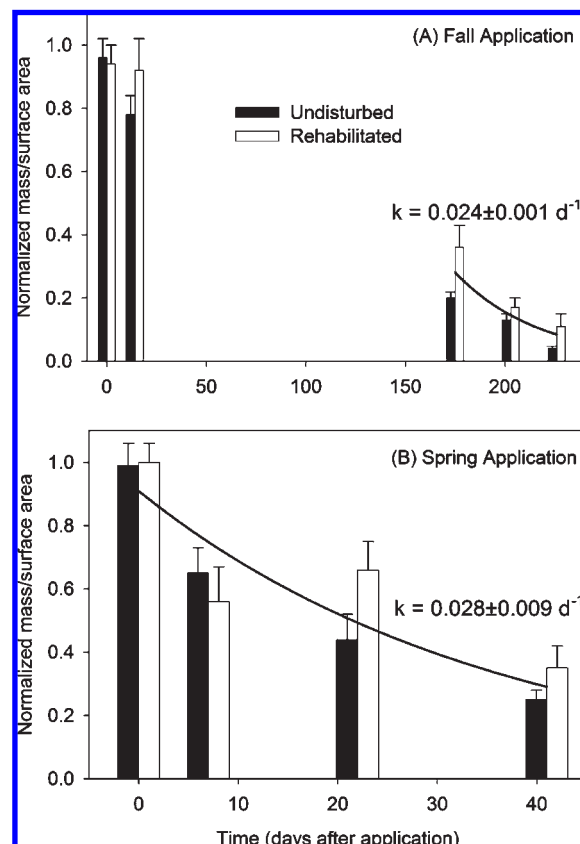 (A) Fall Application
Normalized mass/surface area
1.0
0.8
0.6
0.4
0.2
0.0
Undisturbed
Rehabilitated
k = 0.024±0.001 d-1
0
50
100
150
200
(B) Spring Application
Normalized mass/surface area
1.0
0.8
0.6
0.4
0.2
0.0
k = 0.028±0.009 d-1
0
10
20
30
40
Time (days after application)